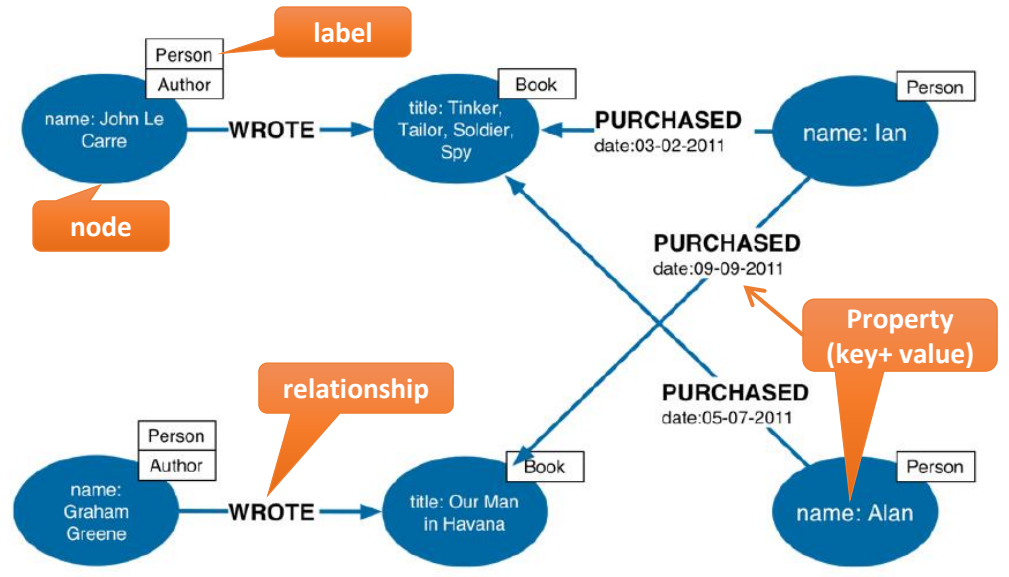 label
Person
Author
name: John Le
Carre
WROTE
Book
title: Tinker,
Tailor, Soldier,
Spy
PURCHASED
date:03-02-2011
Person
name: Ian
node
PURCHASED
date:09-09-2011
Property
(key+ value)
relationship
PURCHASED
date:05-07-2011
Person
Author
name:
Graham
Greene
WROTE
Book
title: Our Man
in Havana
Person
name: Alan